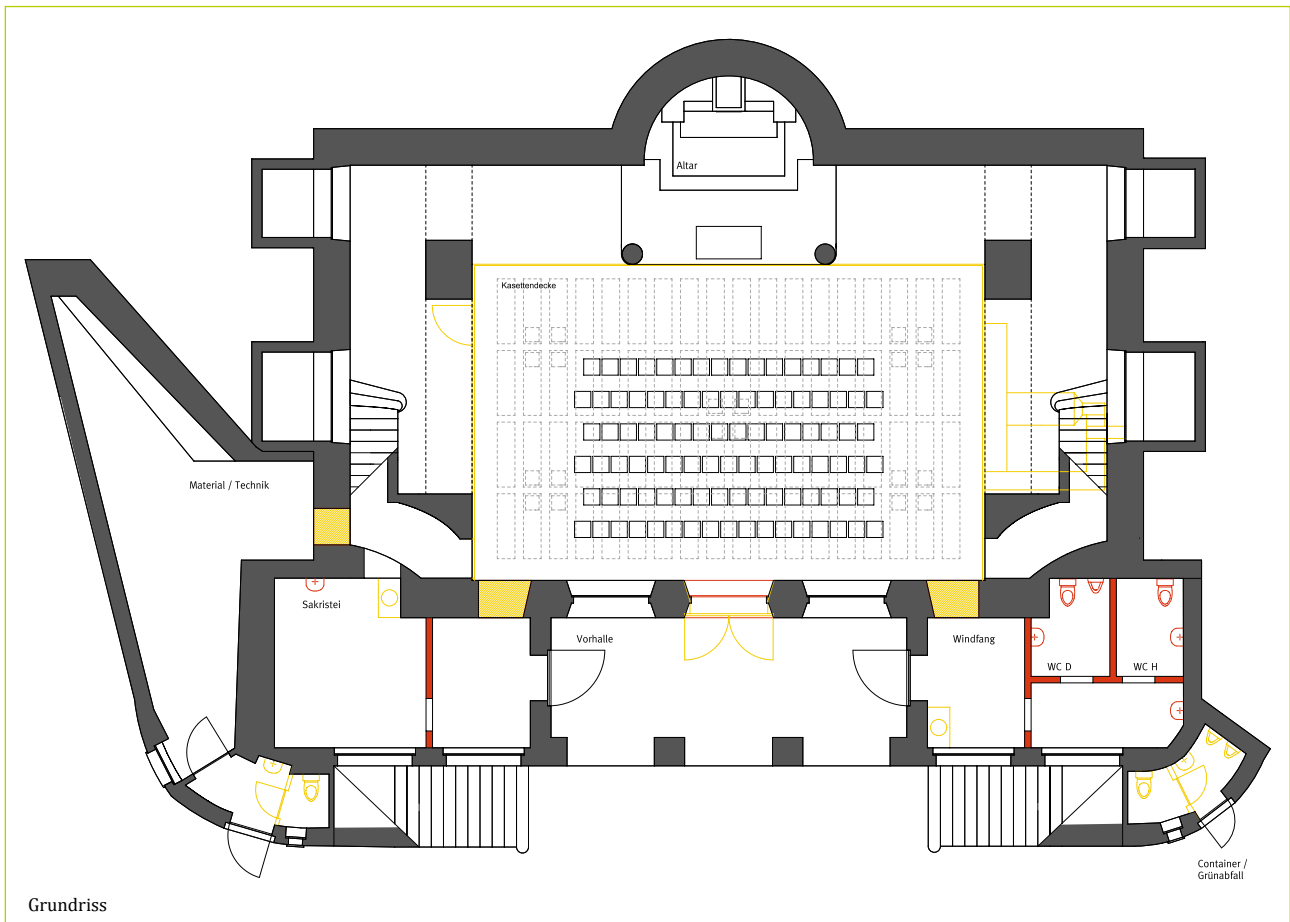 Altar
Kasettendecke
Material / Technik
Sakristei
Vorhalle
Windfang
WC D
WC H
Container /
Grünabfall
Grundriss